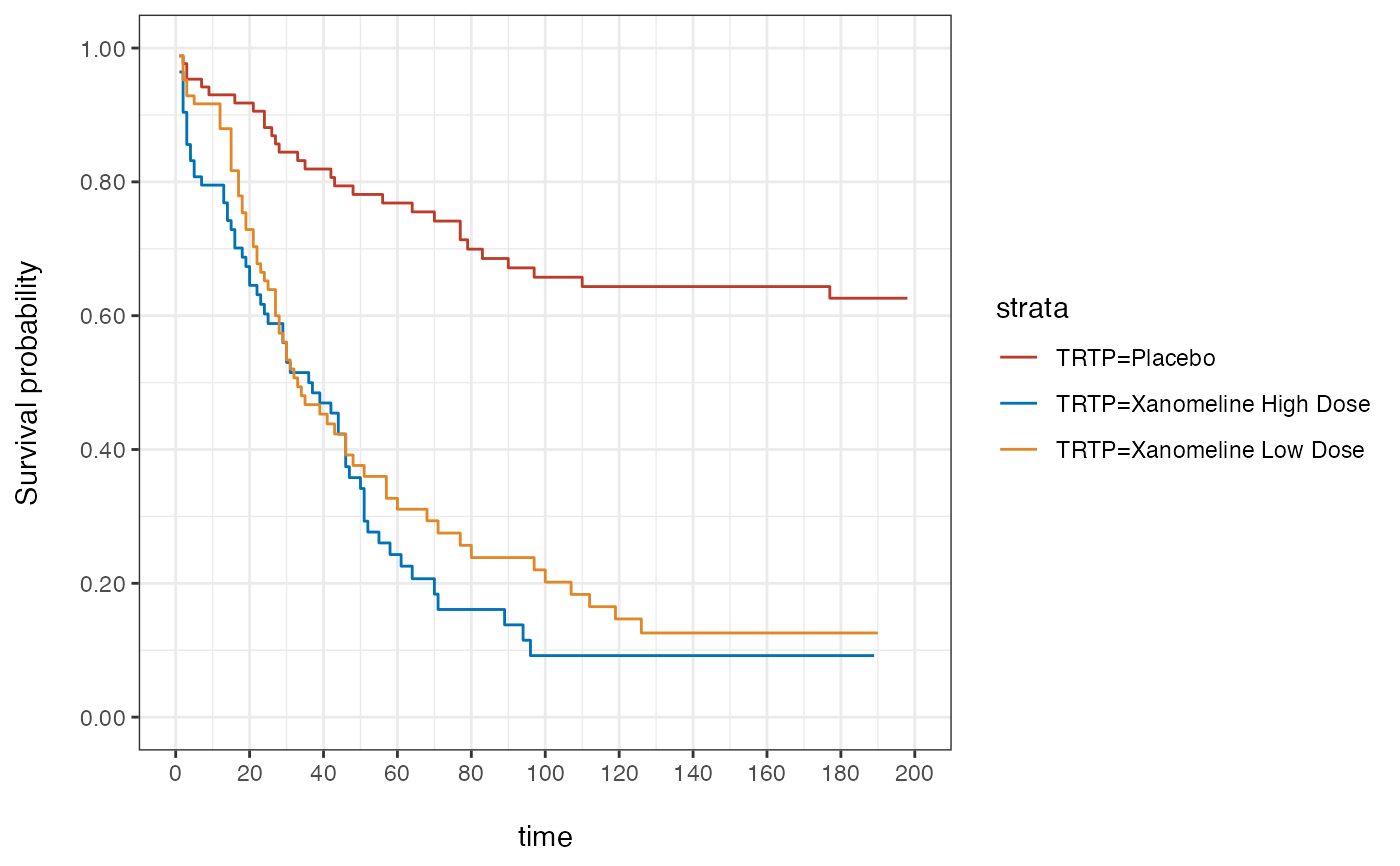 1.00
0.80
0.60
0.40
0.20
0.00
Survival probability
0 20 40 60 80 100 120 140 160 180 200
time
strata
TRTP=Placebo
TRTP=Xanomeline High Dose
TRTP=Xanomeline Low Dose